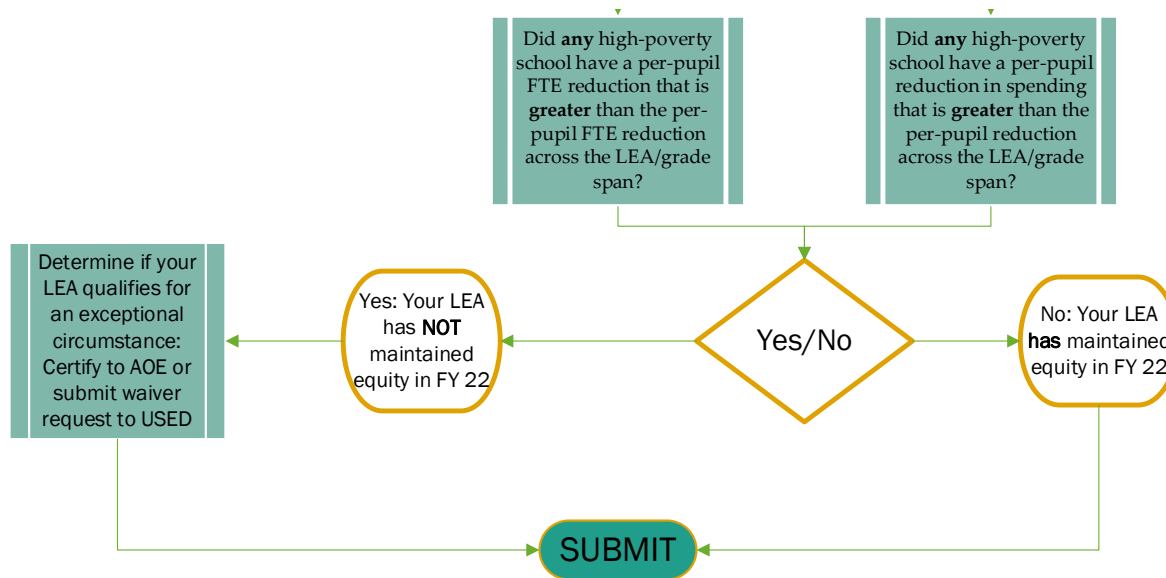 Did any high-poverty
school have a per-pupil
FTE reduction that is
greater than the per-
pupil FTE reduction
across the LEA/grade
span?
Did any high-poverty
school have a per-pupil
reduction in spending
that is greater than the
per-pupil reduction
across the LEA/grade
span?
Determine if your
LEA qualifies for
an exceptional
circumstance:
Certify to AOE or
submit waiver
request to USED
Yes: Your LEA
has NOT
maintained
equity in FY 22
Yes/No
No: Your LEA
has maintained
equity in FY 22
SUBMIT